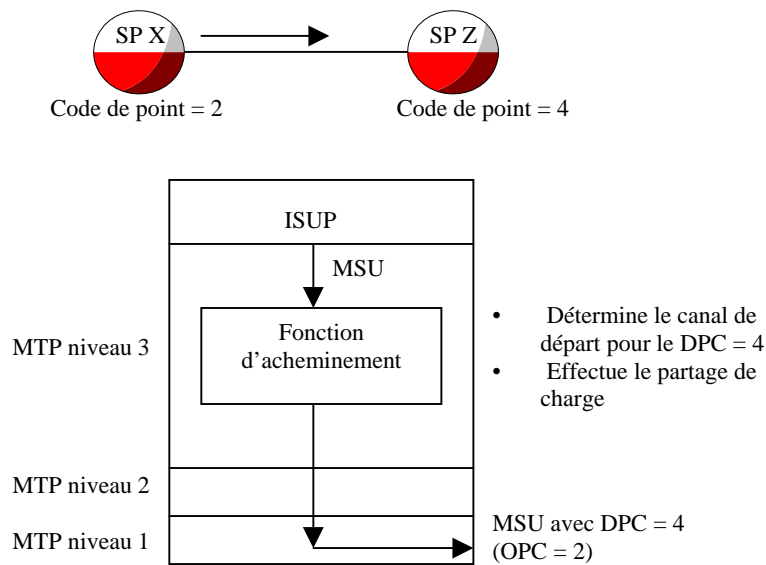 SP X
SP Z
Code de point = 2
Code de point = 4
ISUP
MSU
MTP niveau 3
Fonction
d'acheminement
• Détermine le canal de
départ pour le DPC = 4
• Effectue le partage de
charge
MTP niveau 2
MTP niveau 1
MSU avec DPC = 4
(OPC = 2)